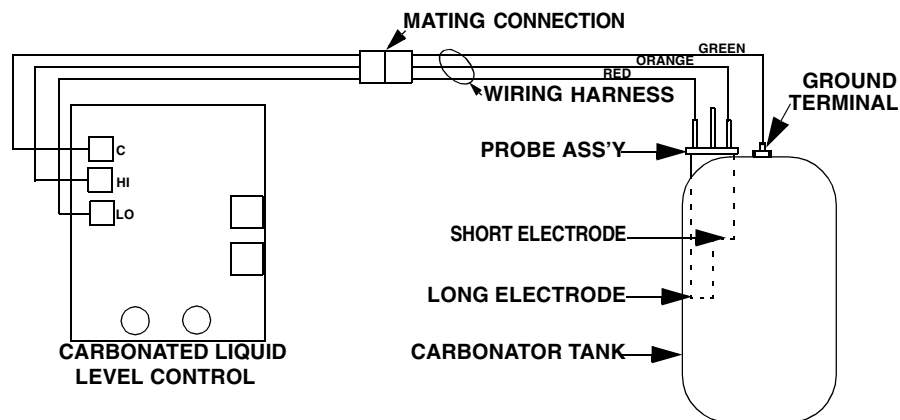 MATING CONNECTION
GREEN
ORANGE
RED
WIRING HARNESS
GROUND
TERMINAL
PROBE ASS'Y
C
HI
LO
SHORT ELECTRODE
LONG ELECTRODE
CARBONATOR TANK
CARBONATED LIQUID
LEVEL CONTROL